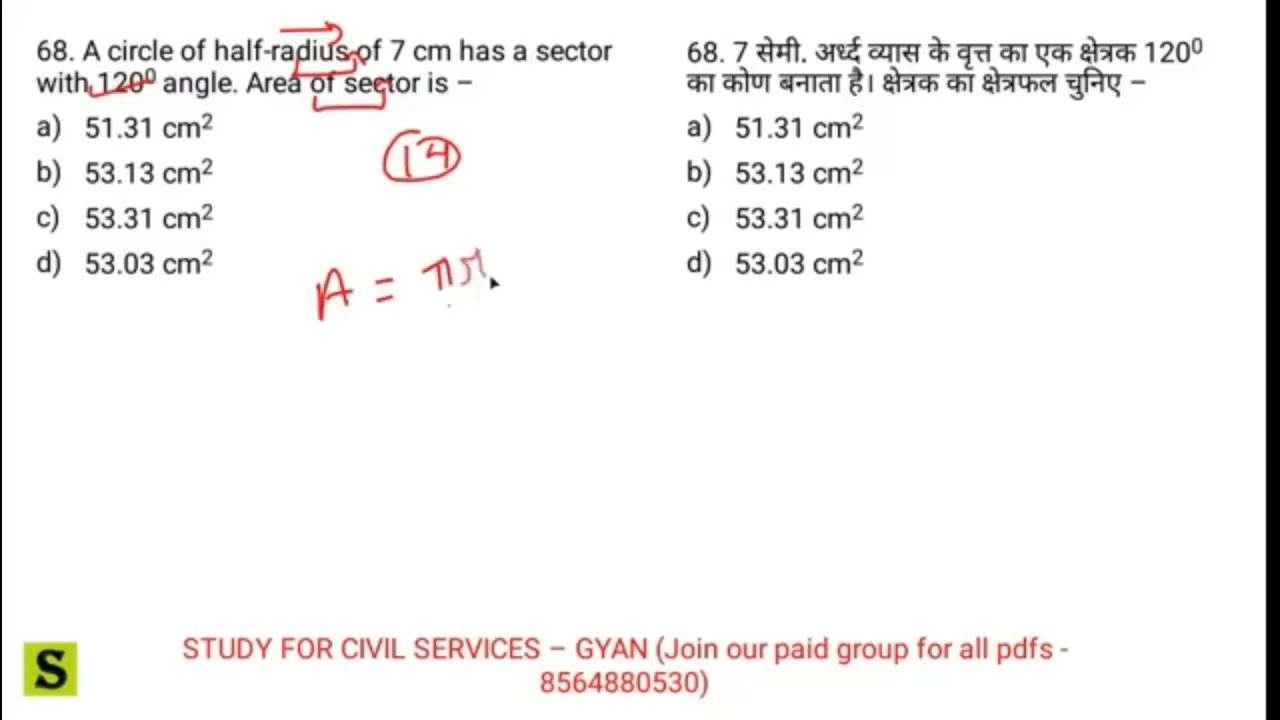 68. A circle of half-radius of 7 cm has a sector
with 120⁰ angle. Area of sector is –
a) 51.31 cm²
b) 53.13 cm²
c) 53.31 cm²
d) 53.03 cm²
14
A = πr
68. 7 सेमी. अर्ध्द व्यास के वृत्त का एक क्षेत्रक 120⁰
का कोण बनाता है। क्षेत्रक का क्षेत्रफल चुनिए –
a) 51.31 cm²
b) 53.13 cm²
c) 53.31 cm²
d) 53.03 cm²
S
STUDY FOR CIVIL SERVICES – GYAN (Join our paid group for all pdfs -
8564880530)